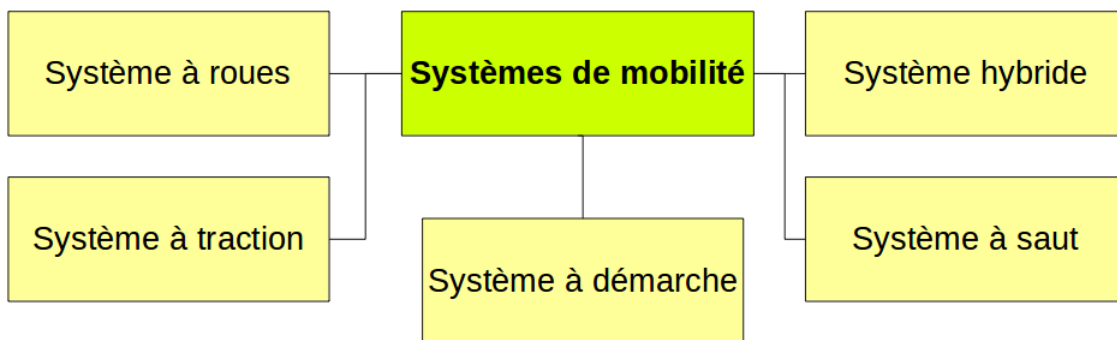 Système à roues
Systèmes de mobilité
Système hybride
Système à traction
Système à démarche
Système à saut